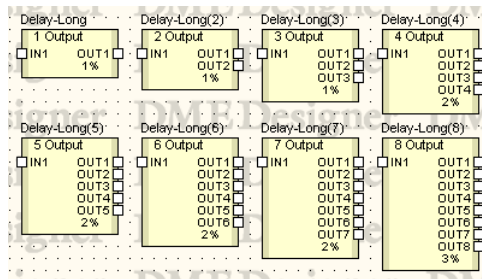 Delay-Long
1 Output
IN1 OUT1
1%
Delay-Long(2)
2 Output
IN1 OUT1
OUT2
1%
Delay-Long(3)
3 Output
IN1 OUT1
OUT2
OUT3
1%
Delay-Long(4)
4 Output
IN1 OUT1
OUT2
OUT3
OUT4
2%
Delay-Long(5)
5 Output
IN1 OUT1
OUT2
OUT3
OUT4
OUT5
2%
Delay-Long(6)
6 Output
IN1 OUT1
OUT2
OUT3
OUT4
OUT5
OUT6
2%
Delay-Long(7)
7 Output
IN1 OUT1
OUT2
OUT3
OUT4
OUT5
OUT6
OUT7
2%
Delay-Long(8)
8 Output
IN1 OUT1
OUT2
OUT3
OUT4
OUT5
OUT6
OUT7
OUT8
3%
signer DME Designer DM